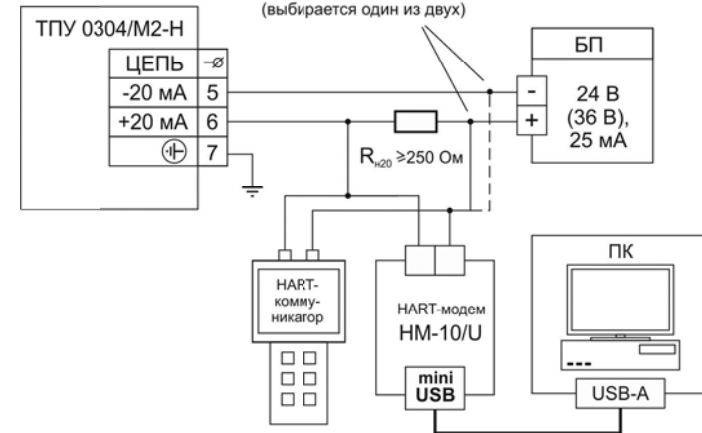 (выбирается один из двух)
ТПУ 0304/М2-Н
ЦЕПЬ
-20 мА 5
+20 мА 6
7
Rн20 ≥250 Ом
БП
-
+
24 В
(36 В),
25 мА
HART-
комму-
никатор
HART-модем
НМ-10/U
mini
USB
ПК
USB-A